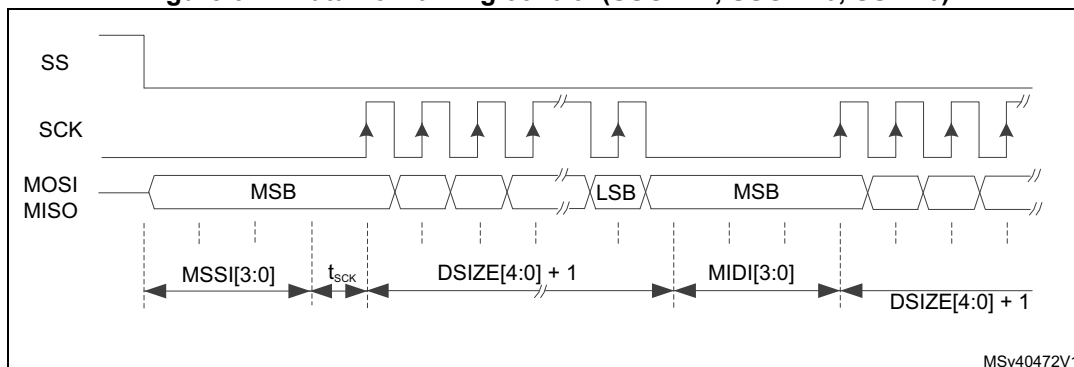 SS
SCK
MOSI
MISO
MSB
LSB
MSB
MSSI[3:0]
tSCK
DSIZE[4:0] + 1
MIDI[3:0]
DSIZE[4:0] + 1
MSv40472V1